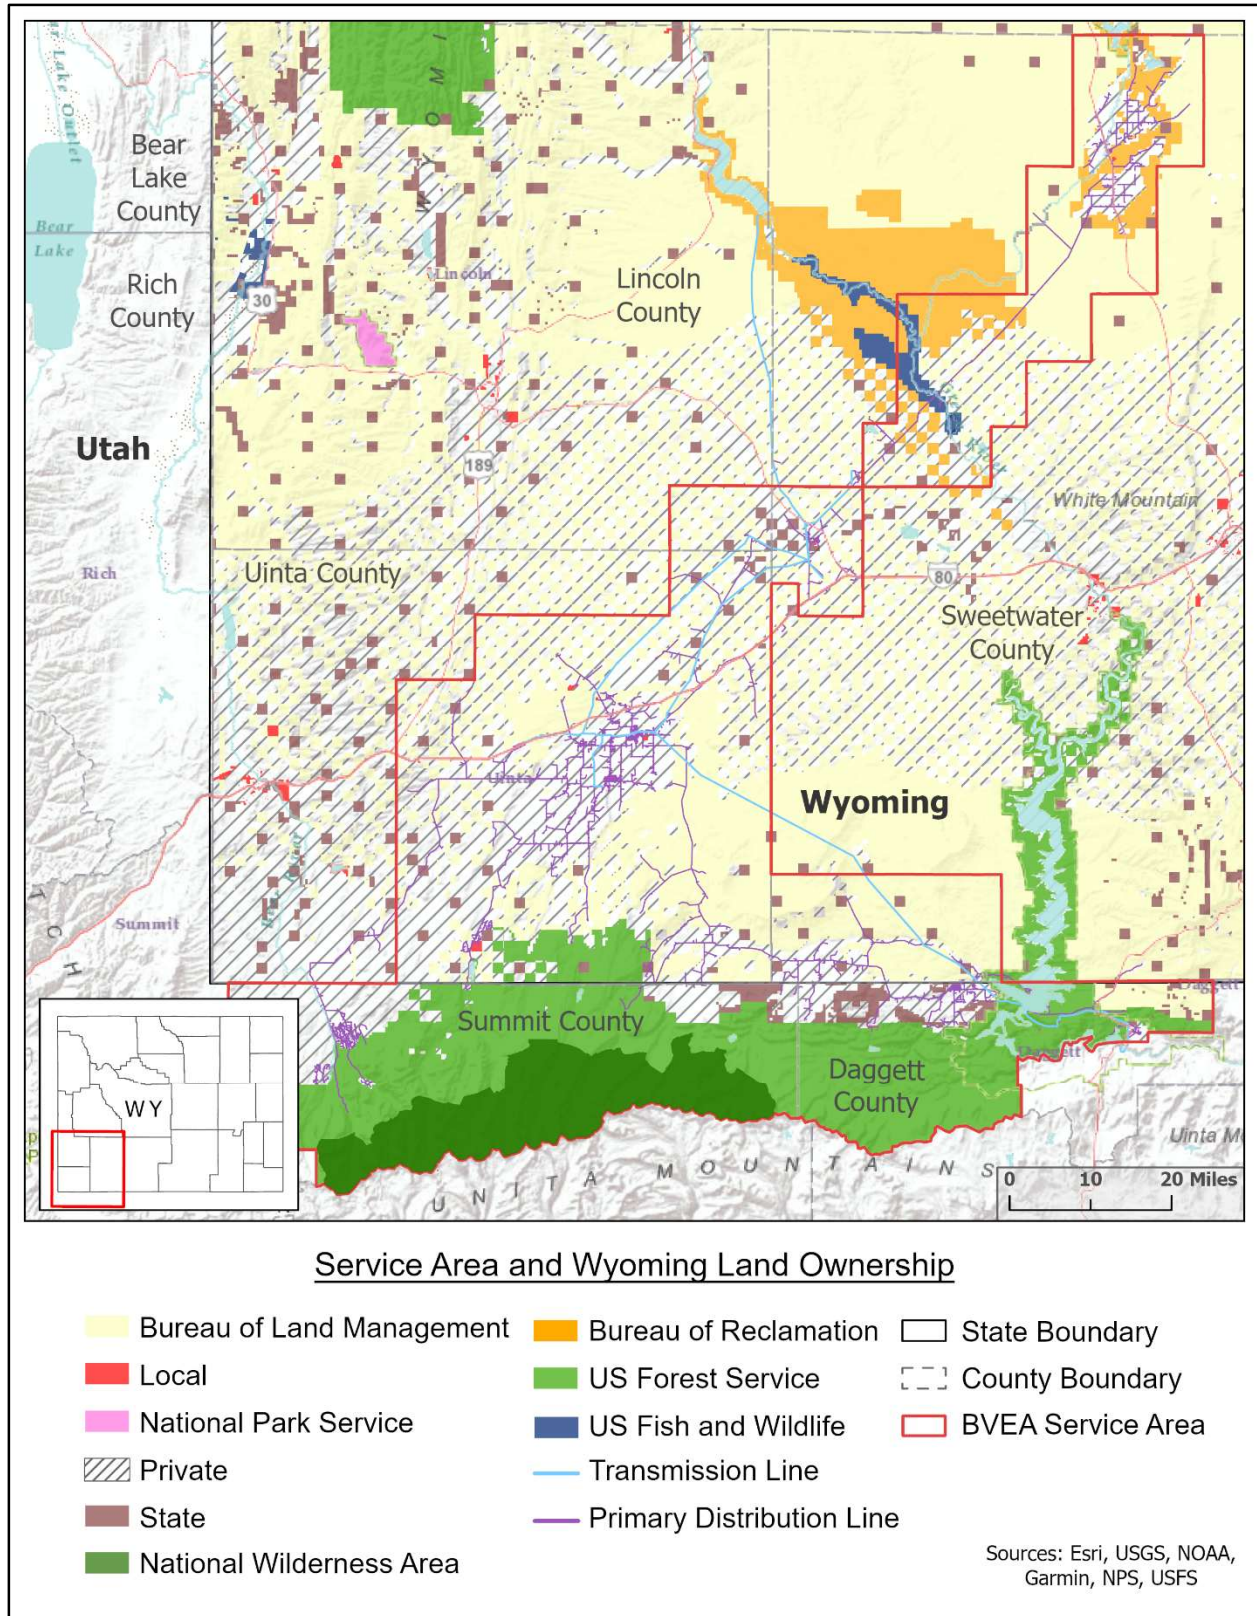 Bear
Lake
County
Bear
Lake
Rich
County
30
Lincoln
Lincoln
County
Utah
189
White Mountain
Rich
Uinta County
80
Sweetwater
County
Uinta
Wyoming
Summit
Summit County
Daggett
Daggett
County
Daggett
WY
UNITA MOUNTAINS
0 10 20 Miles
Service Area and Wyoming Land Ownership
Bureau of Land Management
Local
National Park Service
Private
State
National Wilderness Area
Bureau of Reclamation
US Forest Service
US Fish and Wildlife
Transmission Line
Primary Distribution Line
State Boundary
County Boundary
BVEA Service Area
Sources: Esri, USGS, NOAA,
Garmin, NPS, USFS